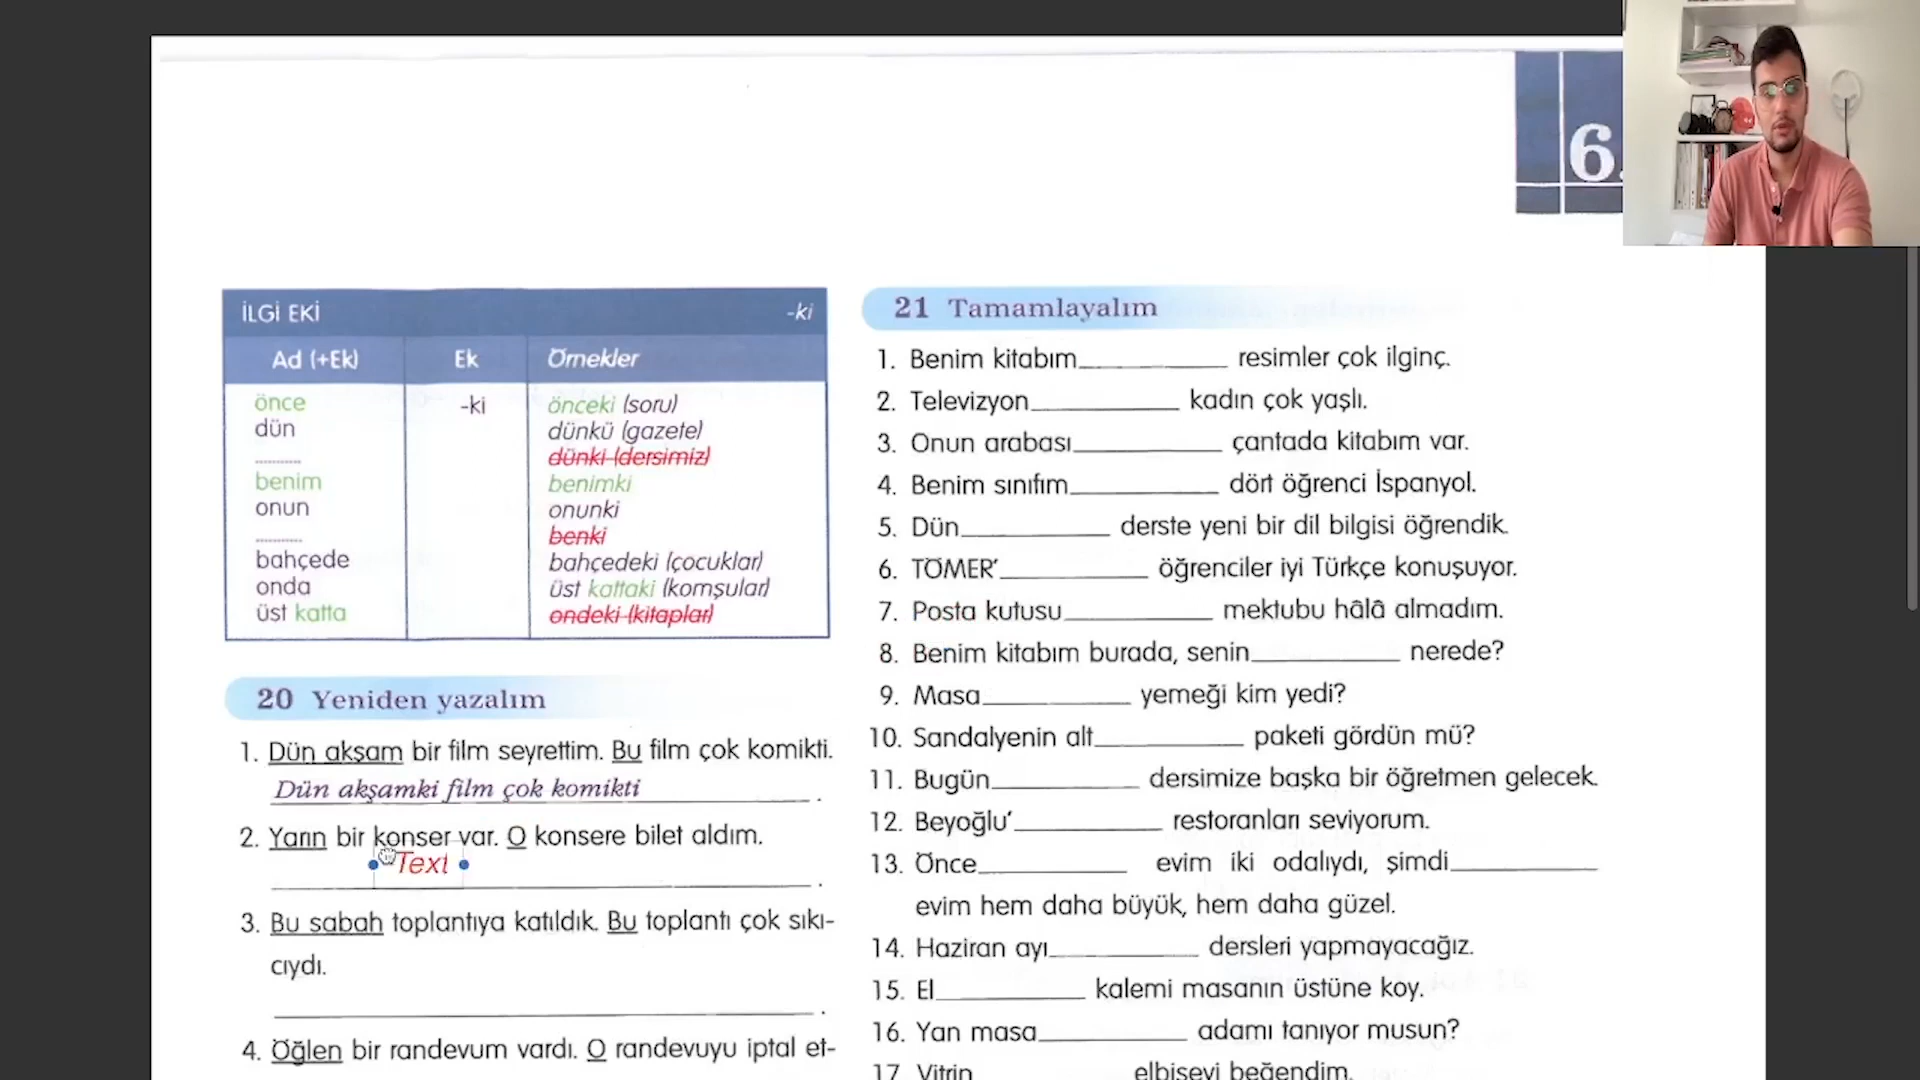 6.
İLGİ EKİ -ki
Ad (+Ek) Ek Örnekler
önce -ki önceki (soru)
dün dünkü (gazete)
........... dünki (dersimiz)
benim benimki
onun onunki
........... benki
bahçede bahçedeki (çocuklar)
onda üst kattaki (komşular)
üst katta ondeki (kitaplar)
20 Yeniden yazalım
1. Dün akşam bir film seyrettim. Bu film çok komikti.
Dün akşamki film çok komikti.
2. Yarın bir konser var. O konsere bilet aldım.
Text
____________.
3. Bu sabah toplantıya katıldık. Bu toplantı çok sıkı-
cıydı.
____________.
4. Öğlen bir randevum vardı. O randevuyu iptal et-
21 Tamamlayalım
1. Benim kitabım__________ resimler çok ilginç.
2. Televizyon__________ kadın çok yaşlı.
3. Onun arabası__________ çantada kitabım var.
4. Benim sınıfım__________ dört öğrenci İspanyol.
5. Dün__________ derste yeni bir dil bilgisi öğrendik.
6. TÖMER'__________ öğrenciler iyi Türkçe konuşuyor.
7. Posta kutusu__________ mektubu hâlâ almadım.
8. Benim kitabım burada, senin__________ nerede?
9. Masa__________ yemeği kim yedi?
10. Sandalyenin alt__________ paketi gördün mü?
11. Bugün__________ dersimize başka bir öğretmen gelecek.
12. Beyoğlu'__________ restoranları seviyorum.
13. Önce__________ evim iki odalıydı, şimdi__________
evim hem daha büyük, hem daha güzel.
14. Haziran ayı__________ dersleri yapmayacağız.
15. El__________ kalemi masanın üstüne koy.
16. Yan masa__________ adamı tanıyor musun?
17. Vitrin__________ elbiseyi beğendim.